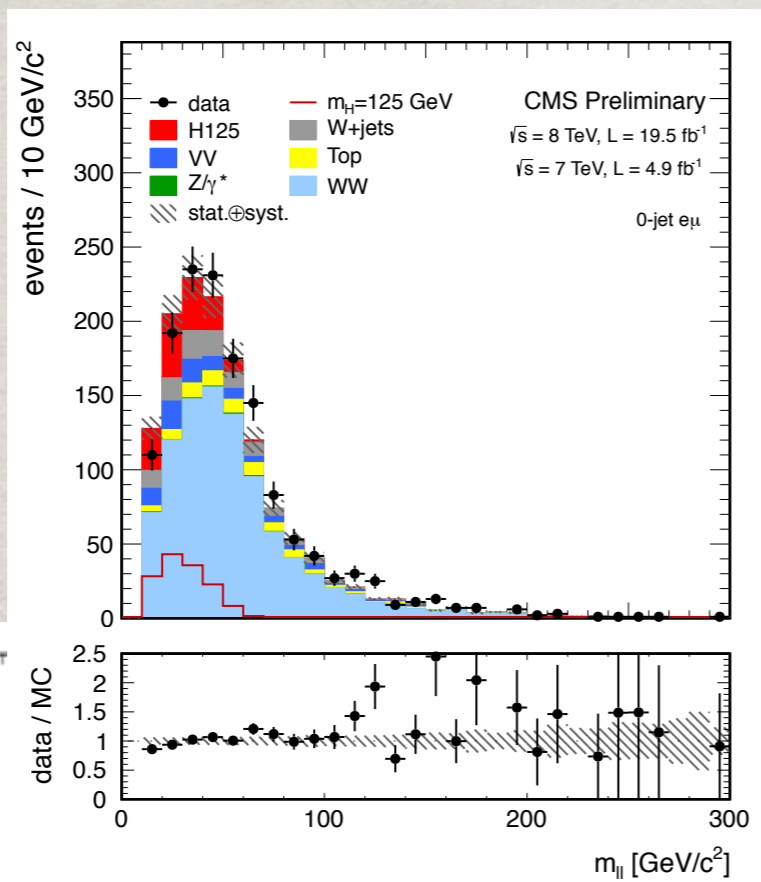 events / 10 GeV/c²
350
300
250
200
150
100
50
0
data
m_H=125 GeV
H125
W+jets
VV
Top
Z/γ*
WW
stat.⊕syst.
CMS Preliminary
√s = 8 TeV, L = 19.5 fb⁻¹
√s = 7 TeV, L = 4.9 fb⁻¹
0-jet eμ
data / MC
2.5
2
1.5
1
0.5
0
0 100 200 300
m_ll [GeV/c²]